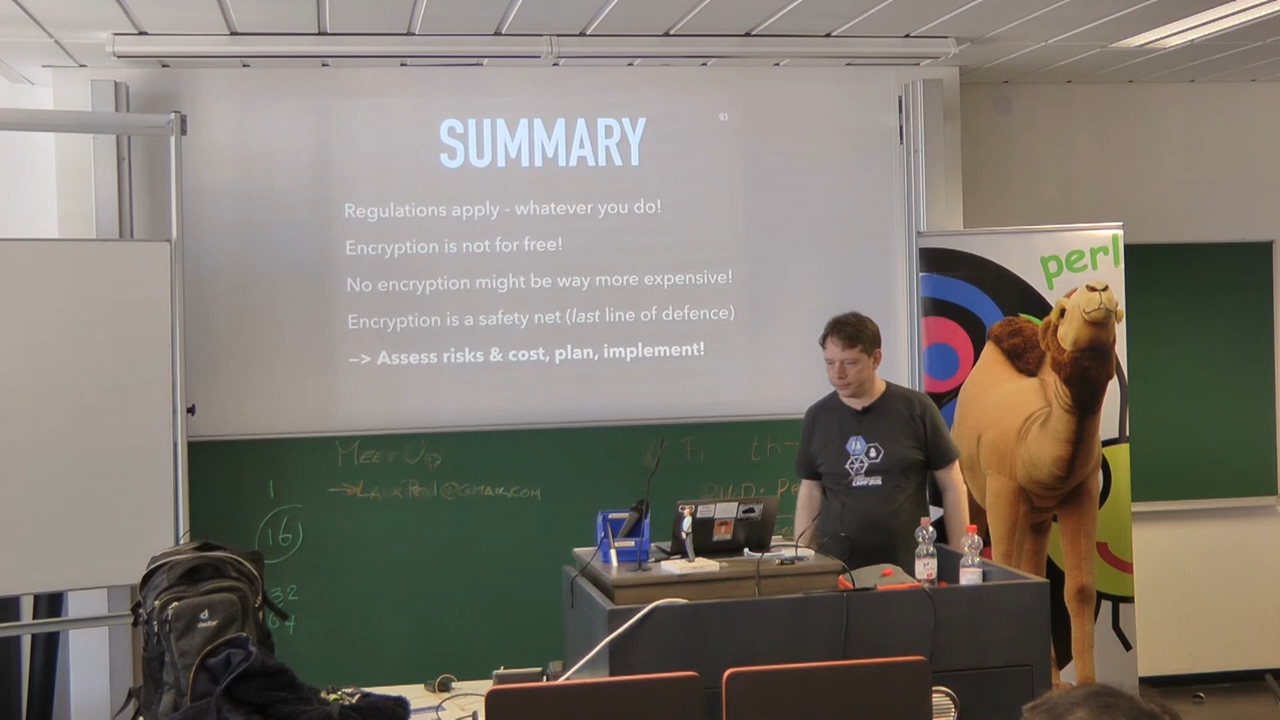 SUMMARY
93
Regulations apply - whatever you do!
Encryption is not for free!
No encryption might be way more expensive!
Encryption is a safety net (last line of defence)
—> Assess risks & cost, plan, implement!
perl
MEET UP
1
16
32
64
deuter